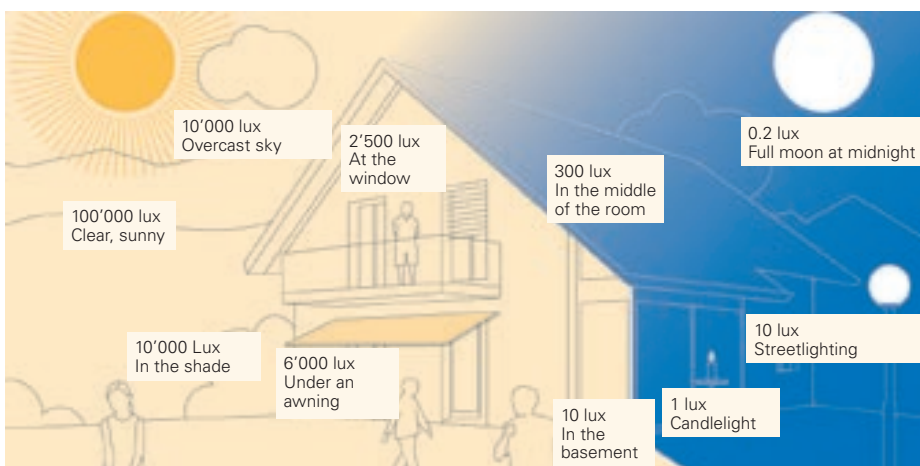 10’000 lux
Overcast sky
2’500 lux
At the
window
0.2 lux
Full moon at midnight
300 lux
In the middle
of the room
100’000 lux
Clear, sunny
10’000 Lux
In the shade
6’000 lux
Under an
awning
10 lux
Streetlighting
1 lux
Candlelight
10 lux
In the
basement